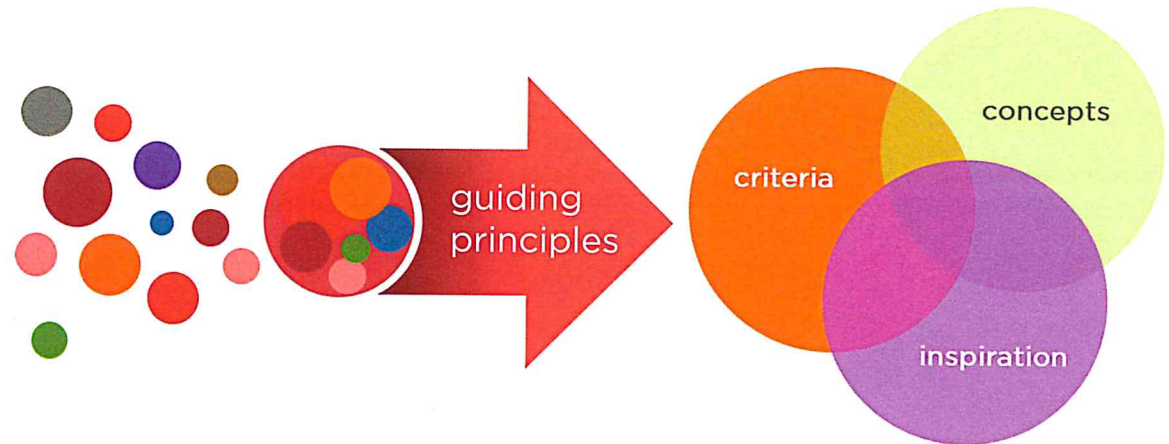 guiding
principles
criteria
concepts
inspiration